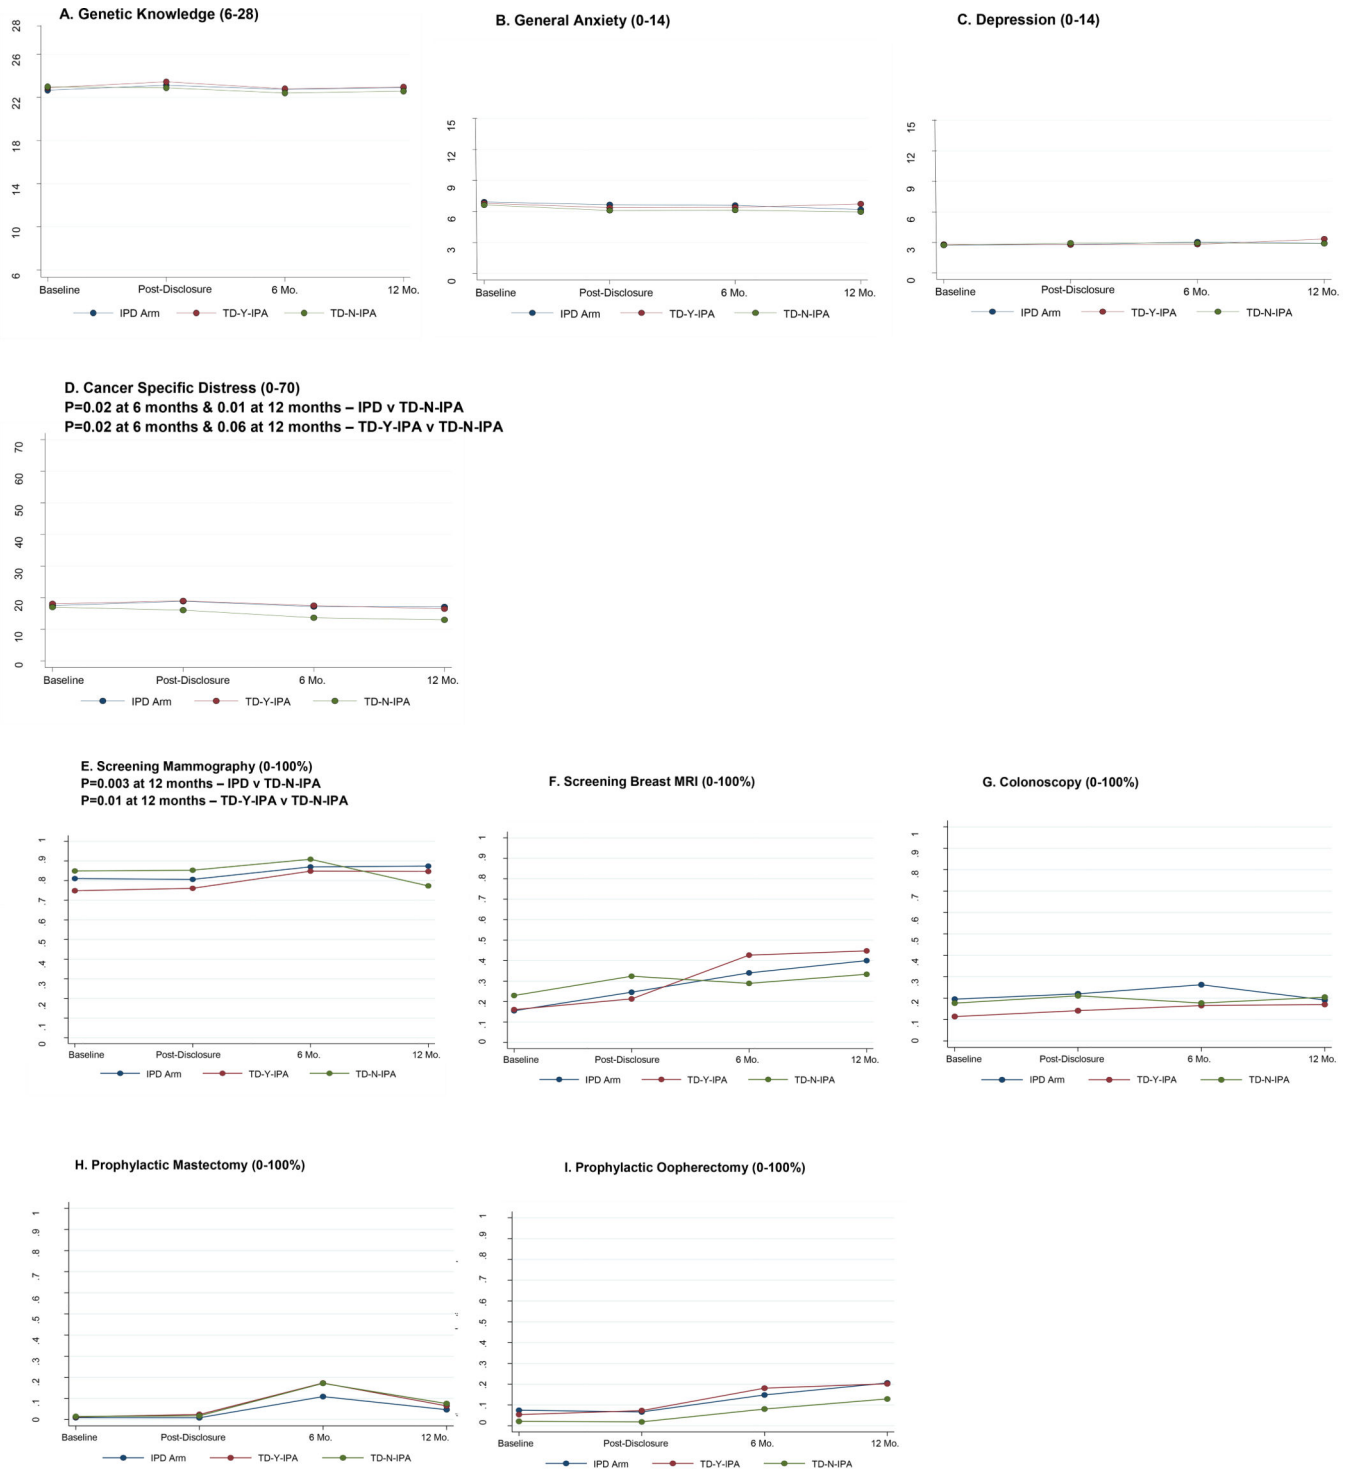 A. Genetic Knowledge (6-28)
28
26
22
18
14
10
6
Baseline Post-Disclosure 6 Mo. 12 Mo.
IPD Arm TD-Y-IPA TD-N-IPA
B. General Anxiety (0-14)
15
12
9
6
3
0
Baseline Post-Disclosure 6 Mo. 12 Mo.
IPD Arm TD-Y-IPA TD-N-IPA
C. Depression (0-14)
15
12
9
6
3
0
Baseline Post-Disclosure 6 Mo. 12 Mo.
IPD Arm TD-Y-IPA TD-N-IPA
D. Cancer Specific Distress (0-70)
P=0.02 at 6 months & 0.01 at 12 months – IPD v TD-N-IPA
P=0.02 at 6 months & 0.06 at 12 months – TD-Y-IPA v TD-N-IPA
70
60
50
40
30
20
10
0
Baseline Post-Disclosure 6 Mo. 12 Mo.
IPD Arm TD-Y-IPA TD-N-IPA
E. Screening Mammography (0-100%)
P=0.003 at 12 months – IPD v TD-N-IPA
P=0.01 at 12 months – TD-Y-IPA v TD-N-IPA
1
.9
.8
.7
.6
.5
.4
.3
.2
.1
0
Baseline Post-Disclosure 6 Mo. 12 Mo.
IPD Arm TD-Y-IPA TD-N-IPA
F. Screening Breast MRI (0-100%)
1
.9
.8
.7
.6
.5
.4
.3
.2
.1
0
Baseline Post-Disclosure 6 Mo. 12 Mo.
IPD Arm TD-Y-IPA TD-N-IPA
G. Colonoscopy (0-100%)
1
.9
.8
.7
.6
.5
.4
.3
.2
.1
0
Baseline Post-Disclosure 6 Mo. 12 Mo.
IPD Arm TD-Y-IPA TD-N-IPA
H. Prophylactic Mastectomy (0-100%)
1
.9
.8
.7
.6
.5
.4
.3
.2
.1
0
Baseline Post-Disclosure 6 Mo. 12 Mo.
IPD Arm TD-Y-IPA TD-N-IPA
I. Prophylactic Oopherectomy (0-100%)
1
.9
.8
.7
.6
.5
.4
.3
.2
.1
0
Baseline Post-Disclosure 6 Mo. 12 Mo.
IPD Arm TD-Y-IPA TD-N-IPA